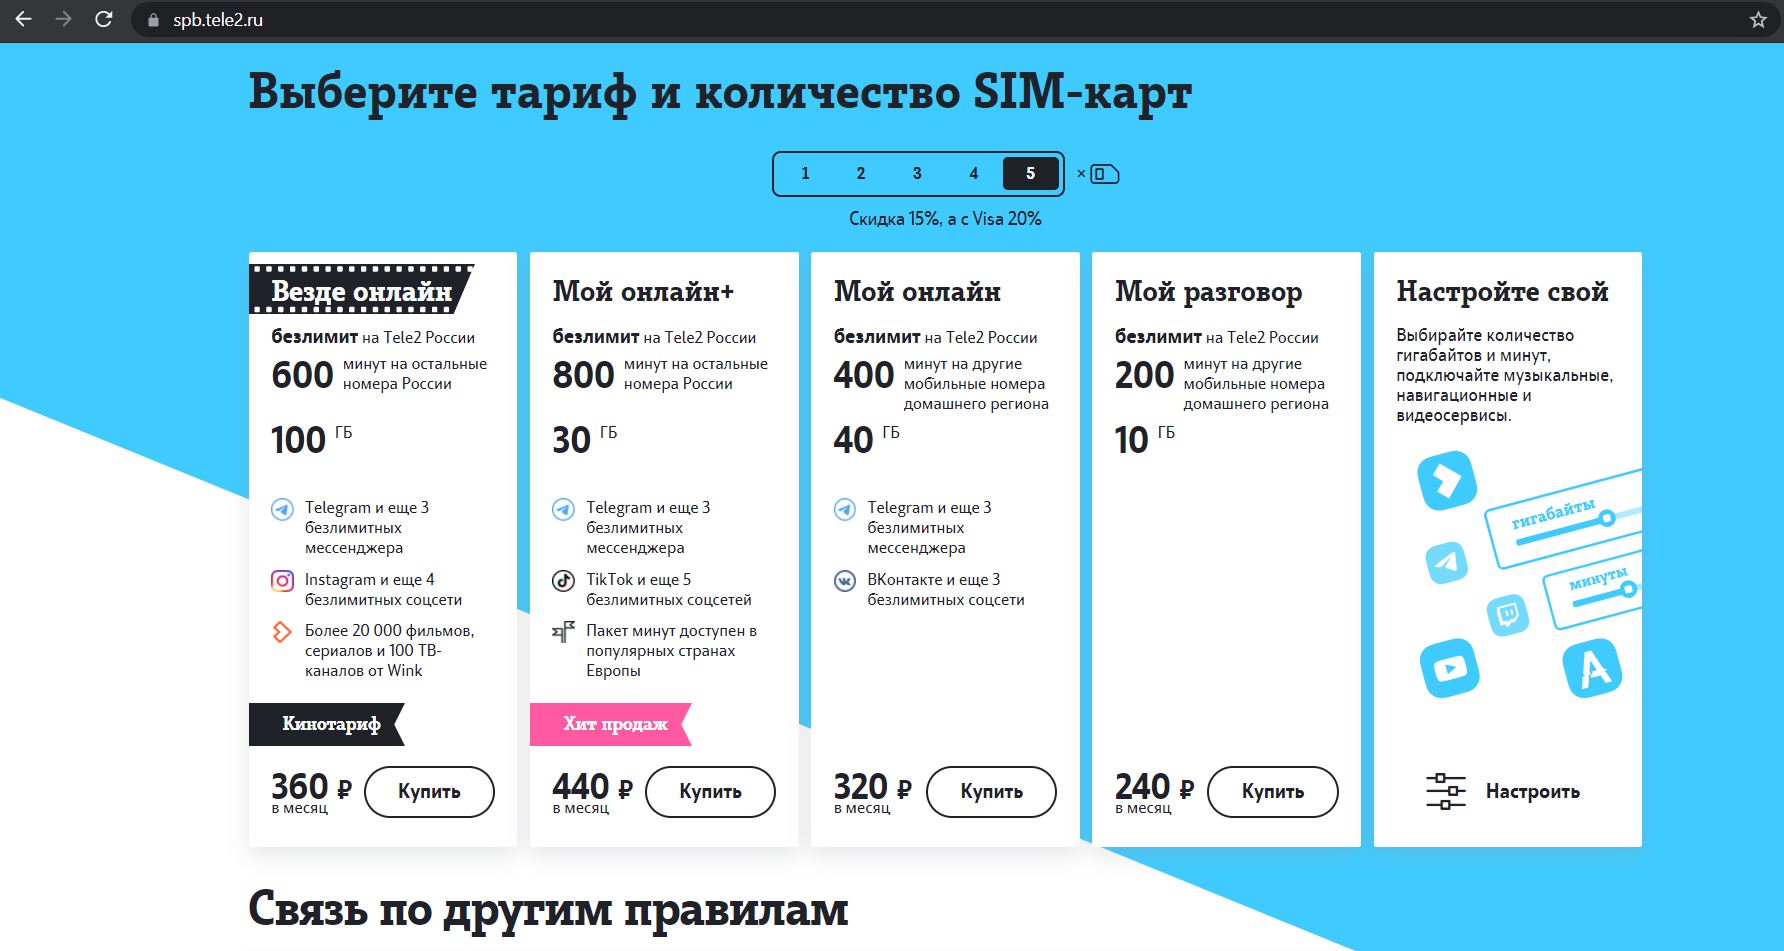 spb.tele2.ru
Выберите тариф и количество SIM-карт
1 2 3 4 5 ×
Скидка 15%, а с Visa 20%
Везде онлайн
безлимит на Tele2 России
600 минут на остальные
номера России
100 ГБ
Telegram и еще 3
безлимитных
мессенджера
Instagram и еще 4
безлимитных соцсети
Более 20 000 фильмов,
сериалов и 100 ТВ-
каналов от Wink
Кинотариф
360 ₽
в месяц
Купить
Мой онлайн+
безлимит на Tele2 России
800 минут на остальные
номера России
30 ГБ
Telegram и еще 3
безлимитных
мессенджера
TikTok и еще 5
безлимитных соцсетей
Пакет минут доступен в
популярных странах
Европы
Хит продаж
440 ₽
в месяц
Купить
Мой онлайн
безлимит на Tele2 России
400 минут на другие
мобильные номера
домашнего региона
40 ГБ
Telegram и еще 3
безлимитных
мессенджера
ВКонтакте и еще 3
безлимитных соцсети
320 ₽
в месяц
Купить
Мой разговор
безлимит на Tele2 России
200 минут на другие
мобильные номера
домашнего региона
10 ГБ
240 ₽
в месяц
Купить
Настройте свой
Выбирайте количество
гигабайтов и минут,
подключайте музыкальные,
навигационные и
видеосервисы.
гигабайты
минуты
Настроить
Связь по другим правилам